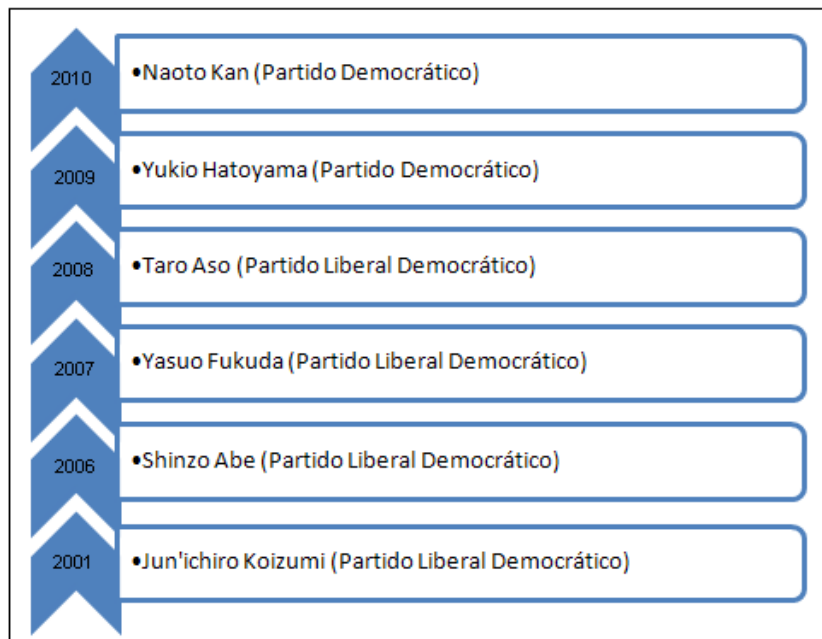 2010
•Naoto Kan (Partido Democrático)
2009
•Yukio Hatoyama (Partido Democrático)
2008
•Taro Aso (Partido Liberal Democrático)
2007
•Yasuo Fukuda (Partido Liberal Democrático)
2006
•Shinzo Abe (Partido Liberal Democrático)
2001
•Jun'ichiro Koizumi (Partido Liberal Democrático)